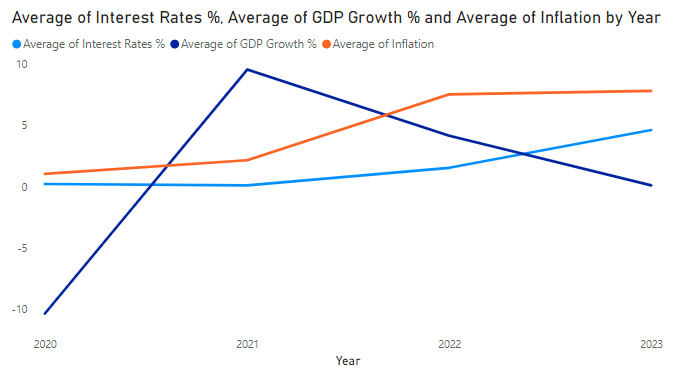 Average of Interest Rates %, Average of GDP Growth % and Average of Inflation by Year
Average of Interest Rates % Average of GDP Growth % Average of Inflation
10
5
0
-5
-10
2020 2021 2022 2023
Year